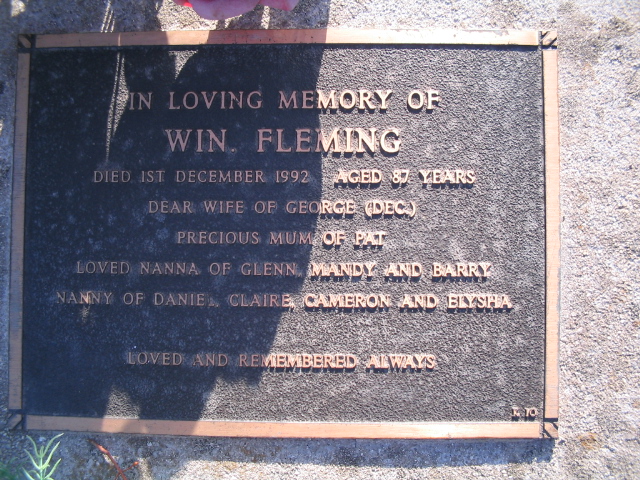 IN LOVING MEMORY OF
WIN. FLEMING
DIED 1ST DECEMBER 1992 AGED 87 YEARS
DEAR WIFE OF GEORGE (DEC.)
PRECIOUS MUM OF PAT
LOVED NANNA OF GLENN, MANDY AND BARRY
NANNY OF DANIEL, CLAIRE, CAMERON AND ELYSHA
LOVED AND REMEMBERED ALWAYS